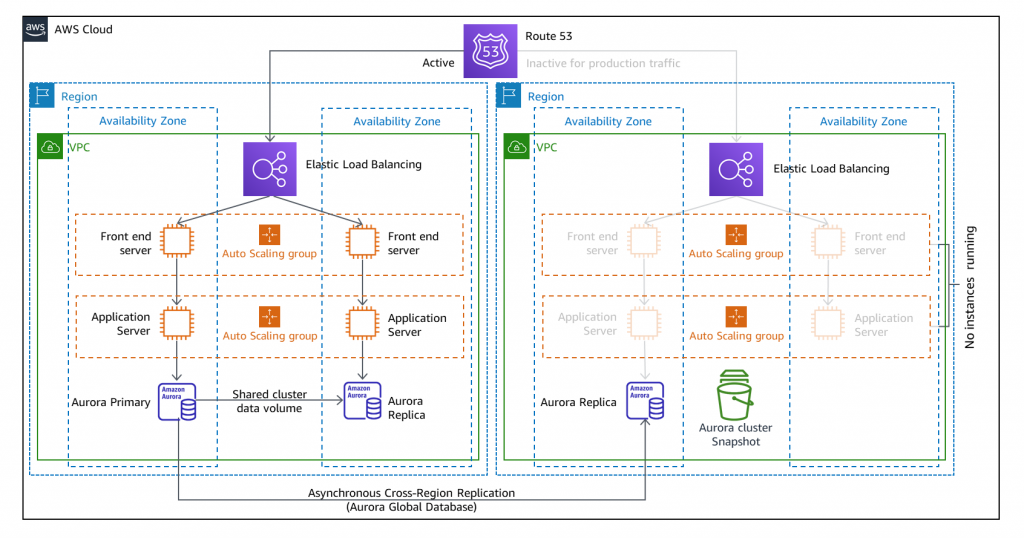 aws
AWS Cloud
53
Route 53
Active
Inactive for production traffic
Region
Availability Zone
Availability Zone
VPC
Elastic Load Balancing
Front end
server
Auto Scaling group
Front end
server
Application
Server
Auto Scaling group
Application
Server
Aurora Primary
Amazon
Aurora
Shared cluster
data volume
Amazon
Aurora
Aurora
Replica
Region
Availability Zone
Availability Zone
VPC
Elastic Load Balancing
Front end
server
Auto Scaling group
Front end
server
Application
Server
Auto Scaling group
Application
Server
No instances running
Aurora Replica
Amazon
Aurora
Aurora cluster
Snapshot
Asynchronous Cross-Region Replication
(Aurora Global Database)